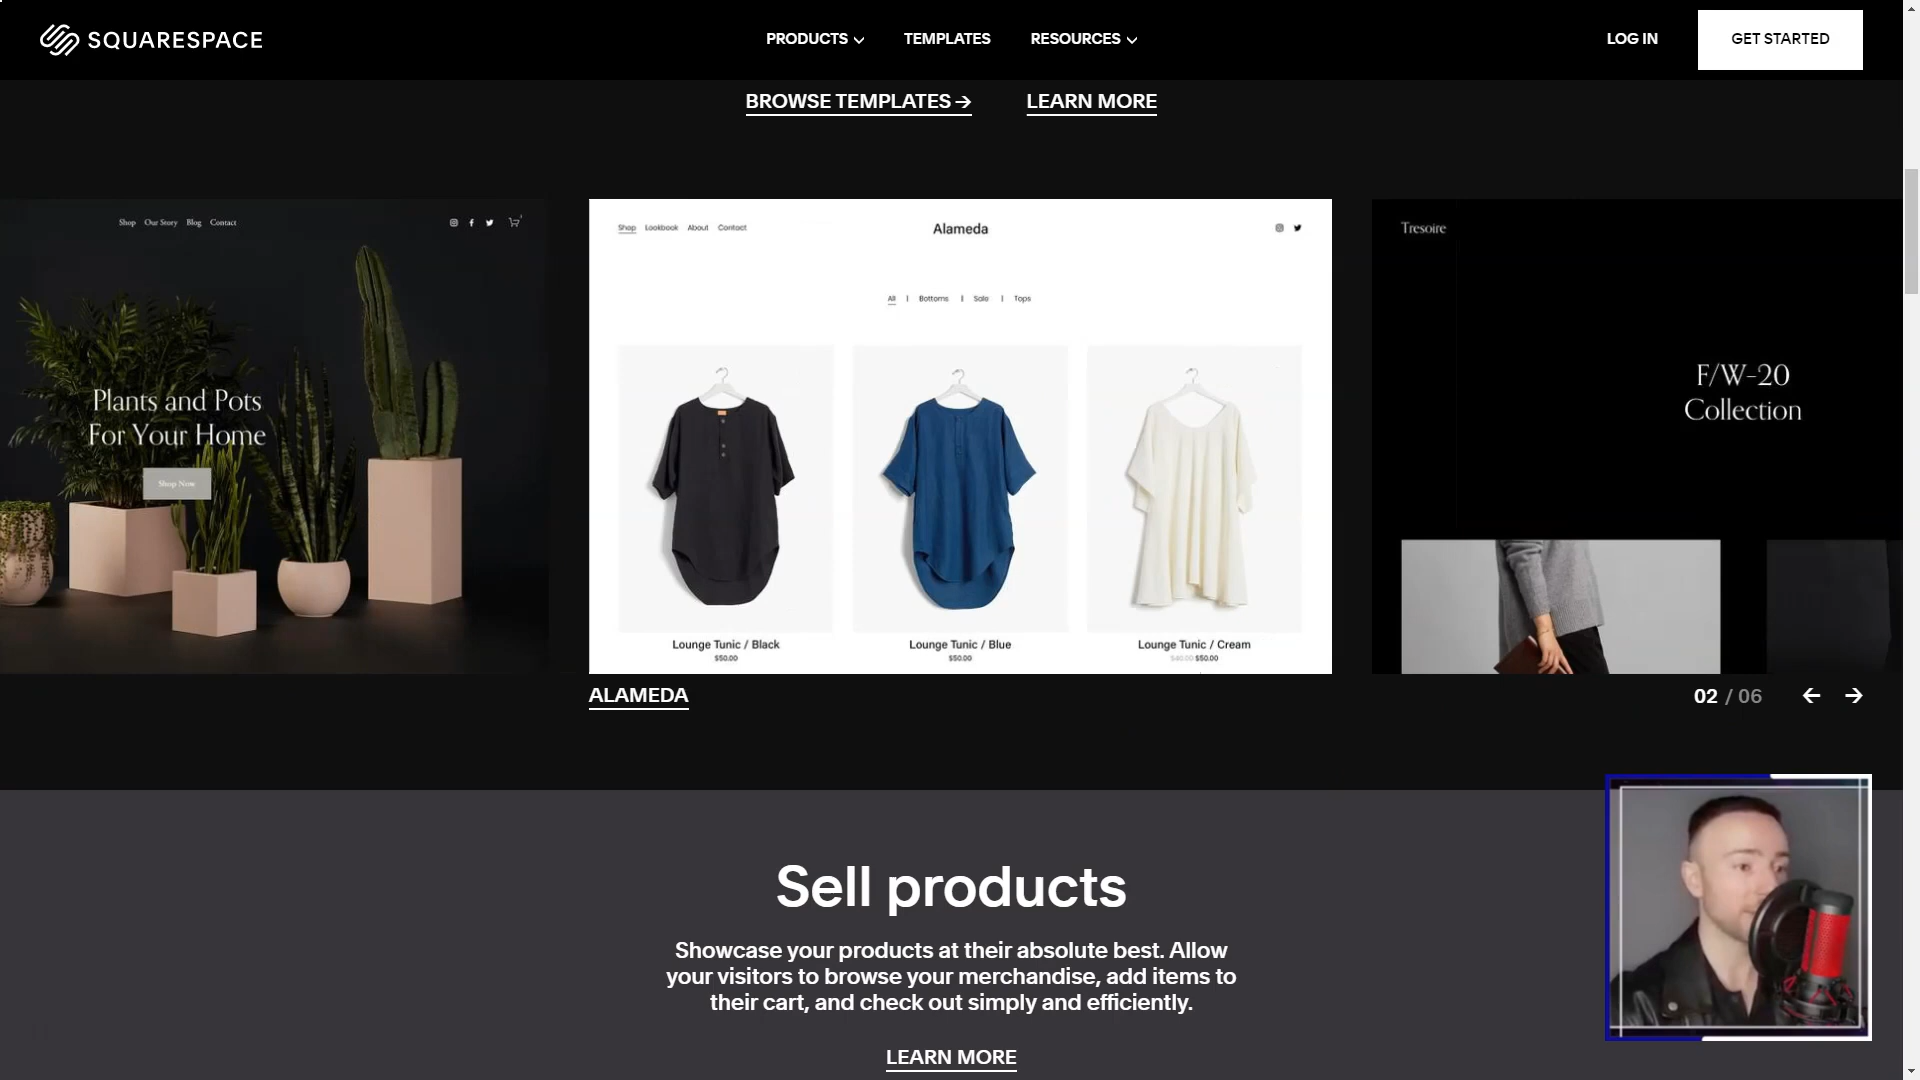 SQUARESPACE
PRODUCTS
TEMPLATES
RESOURCES
LOG IN
GET STARTED
BROWSE TEMPLATES →
LEARN MORE
Shop Our Story Blog Contact
Plants and Pots
For Your Home
Shop Now
Shop Lookbook About Contact
Alameda
All | Bottoms | Sale | Tops
Lounge Tunic / Black
$50.00
Lounge Tunic / Blue
$50.00
Lounge Tunic / Cream
$50.00
Tresoire
F/W-20
Collection
ALAMEDA
02 / 06
Sell products
Showcase your products at their absolute best. Allow
your visitors to browse your merchandise, add items to
their cart, and check out simply and efficiently.
LEARN MORE